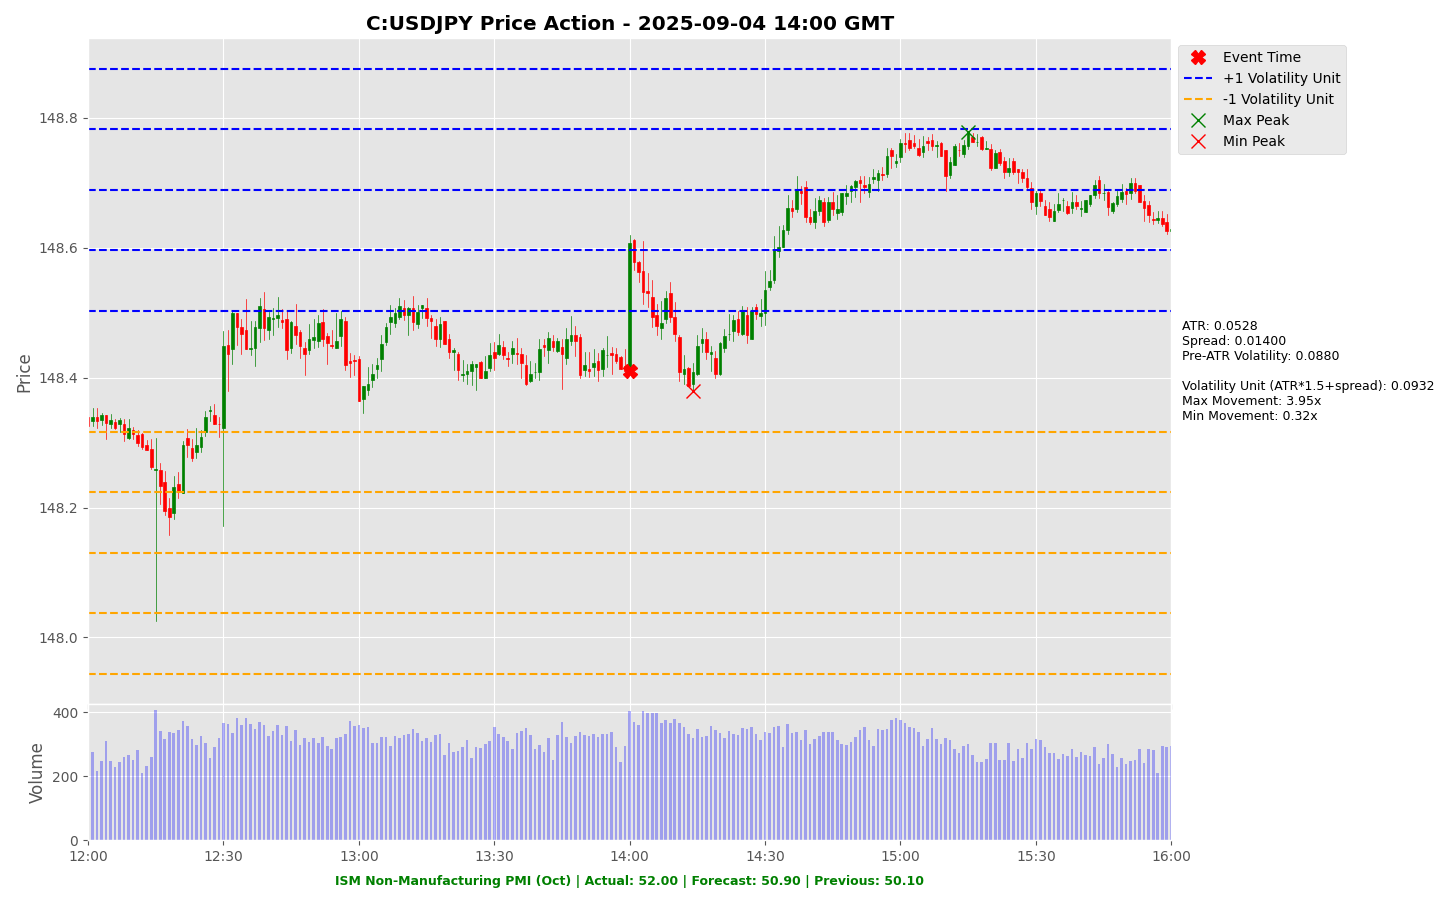 C:USDJPY Price Action - 2025-09-04 14:00 GMT
Event Time
+1 Volatility Unit
-1 Volatility Unit
Max Peak
Min Peak
Price
148.8
148.6
148.4
148.2
148.0
ATR: 0.0528
Spread: 0.01400
Pre-ATR Volatility: 0.0880
Volatility Unit (ATR*1.5+spread): 0.0932
Max Movement: 3.95x
Min Movement: 0.32x
Volume
400
200
0
12:00 12:30 13:00 13:30 14:00 14:30 15:00 15:30 16:00
ISM Non-Manufacturing PMI (Oct) | Actual: 52.00 | Forecast: 50.90 | Previous: 50.10